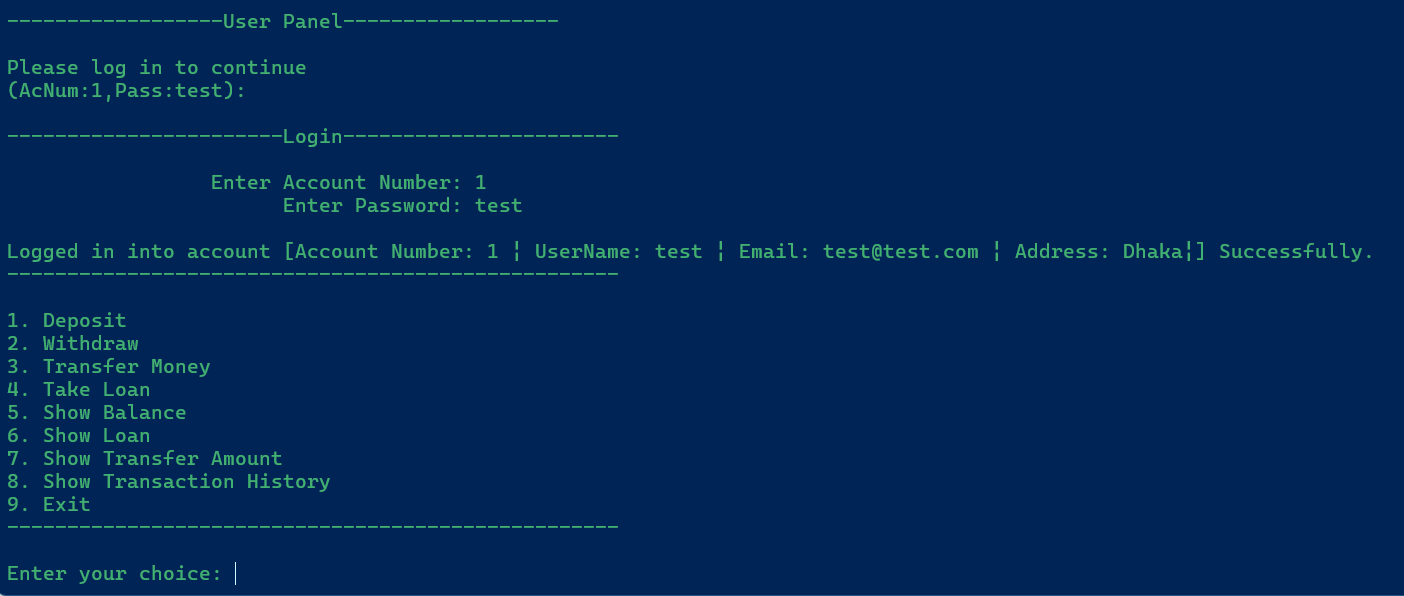 ------------------User Panel------------------
Please log in to continue
(AcNum:1,Pass:test):
-----------------------Login-----------------------
Enter Account Number: 1
Enter Password: test
Logged in into account [Account Number: 1 ¦ UserName: test ¦ Email: test@test.com ¦ Address: Dhaka¦] Successfully.
---------------------------------------------------
1. Deposit
2. Withdraw
3. Transfer Money
4. Take Loan
5. Show Balance
6. Show Loan
7. Show Transfer Amount
8. Show Transaction History
9. Exit
---------------------------------------------------
Enter your choice: